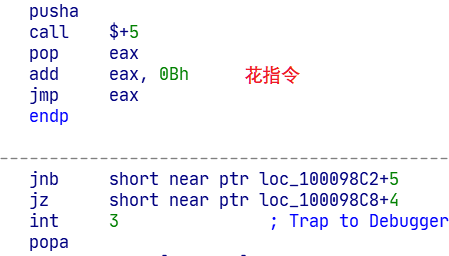 pusha
call $+5
pop eax
add eax, 0Bh 花指令
jmp eax
endp
jnb short near ptr loc_100098C2+5
jz short near ptr loc_100098C8+4
int 3 ; Trap to Debugger
popa